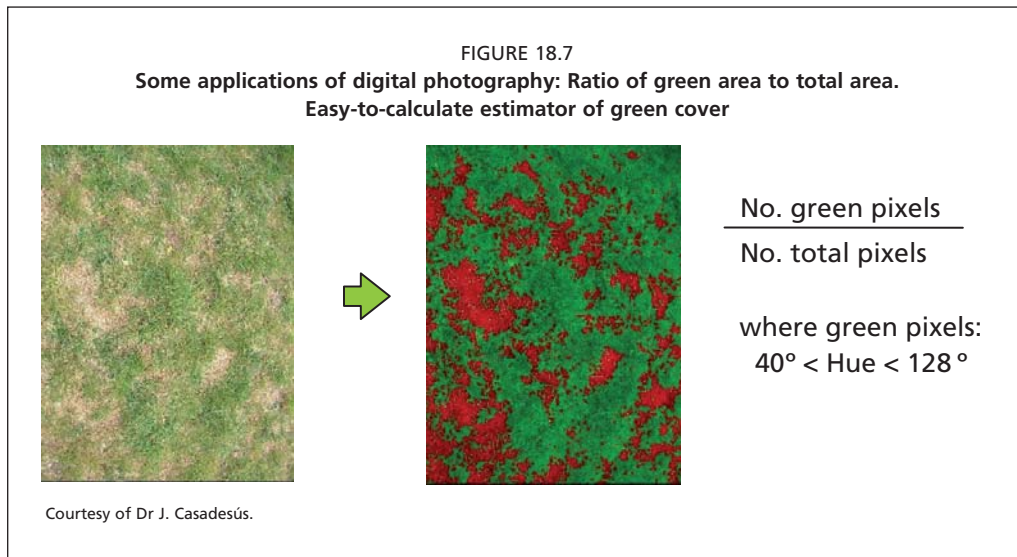 FIGURE 18.7
Some applications of digital photography: Ratio of green area to total area.
Easy-to-calculate estimator of green cover
No. green pixels
No. total pixels
where green pixels:
40º < Hue < 128 º
Courtesy of Dr J. Casadesús.